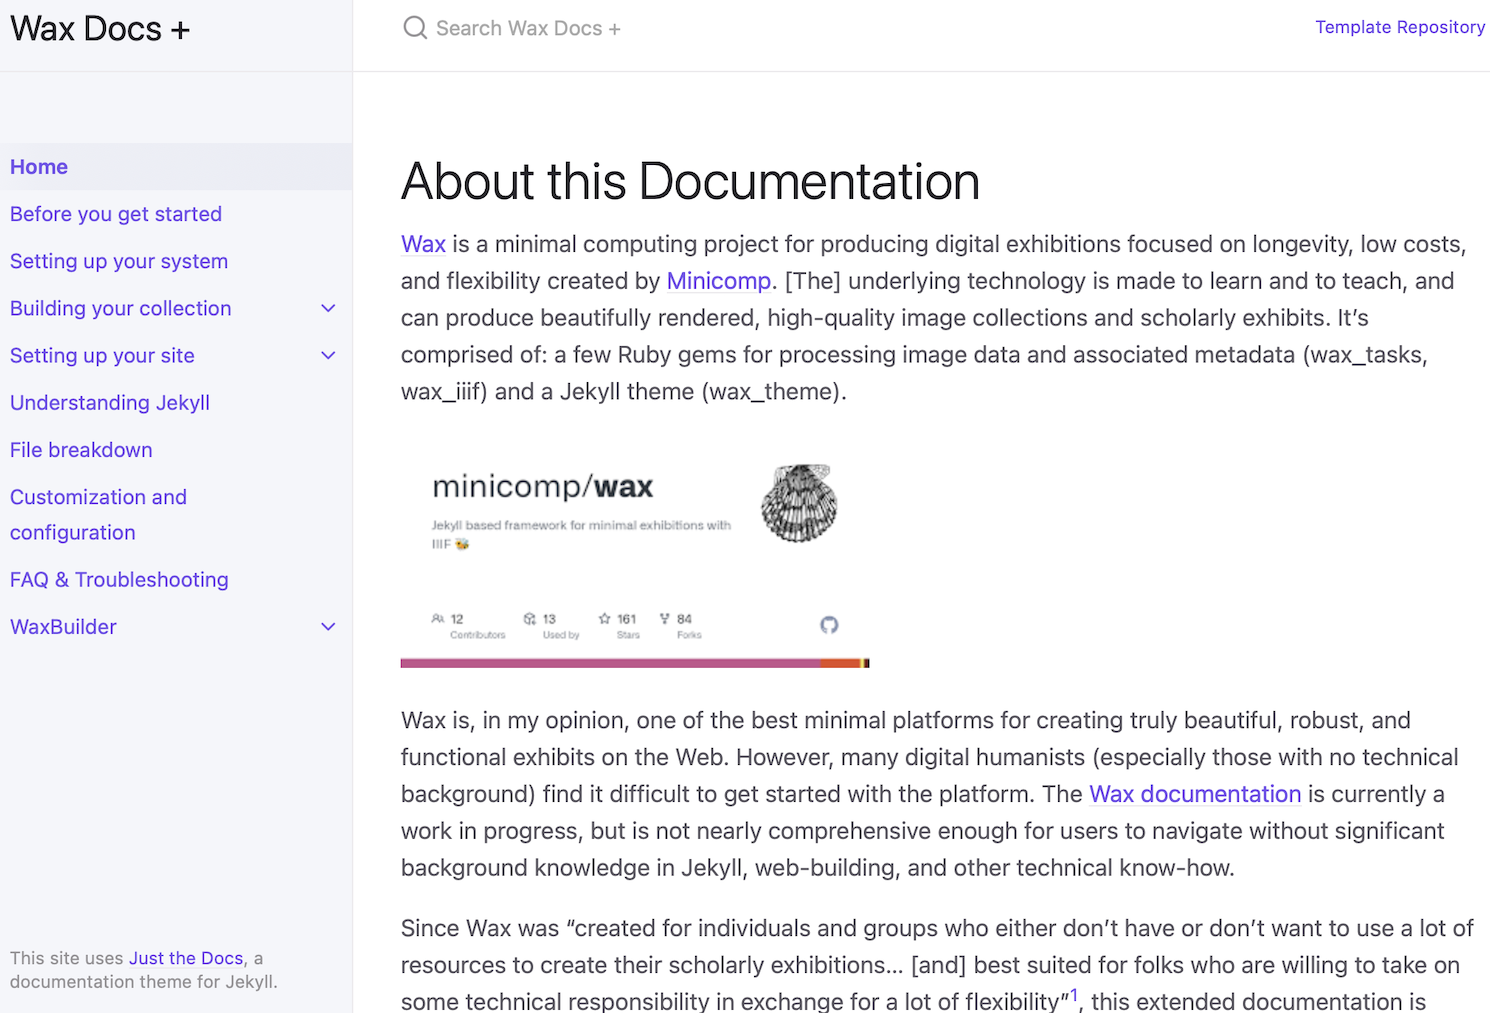 Wax Docs +
Search Wax Docs +
Template Repository
Home
Before you get started
Setting up your system
Building your collection
Setting up your site
Understanding Jekyll
File breakdown
Customization and
configuration
FAQ & Troubleshooting
WaxBuilder
This site uses Just the Docs, a
documentation theme for Jekyll.
About this Documentation
Wax is a minimal computing project for producing digital exhibitions focused on longevity, low costs,
and flexibility created by Minicomp. [The] underlying technology is made to learn and to teach, and
can produce beautifully rendered, high-quality image collections and scholarly exhibits. It’s
comprised of: a few Ruby gems for processing image data and associated metadata (wax_tasks,
wax_iiif) and a Jekyll theme (wax_theme).
minicomp/wax
Jekyll based framework for minimal exhibitions with
IIIF 🐝
12 Contributors
13 Used by
161 Stars
84 Forks
Wax is, in my opinion, one of the best minimal platforms for creating truly beautiful, robust, and
functional exhibits on the Web. However, many digital humanists (especially those with no technical
background) find it difficult to get started with the platform. The Wax documentation is currently a
work in progress, but is not nearly comprehensive enough for users to navigate without significant
background knowledge in Jekyll, web-building, and other technical know-how.
Since Wax was “created for individuals and groups who either don’t have or don’t want to use a lot of
resources to create their scholarly exhibitions... [and] best suited for folks who are willing to take on
some technical responsibility in exchange for a lot of flexibility”1, this extended documentation is